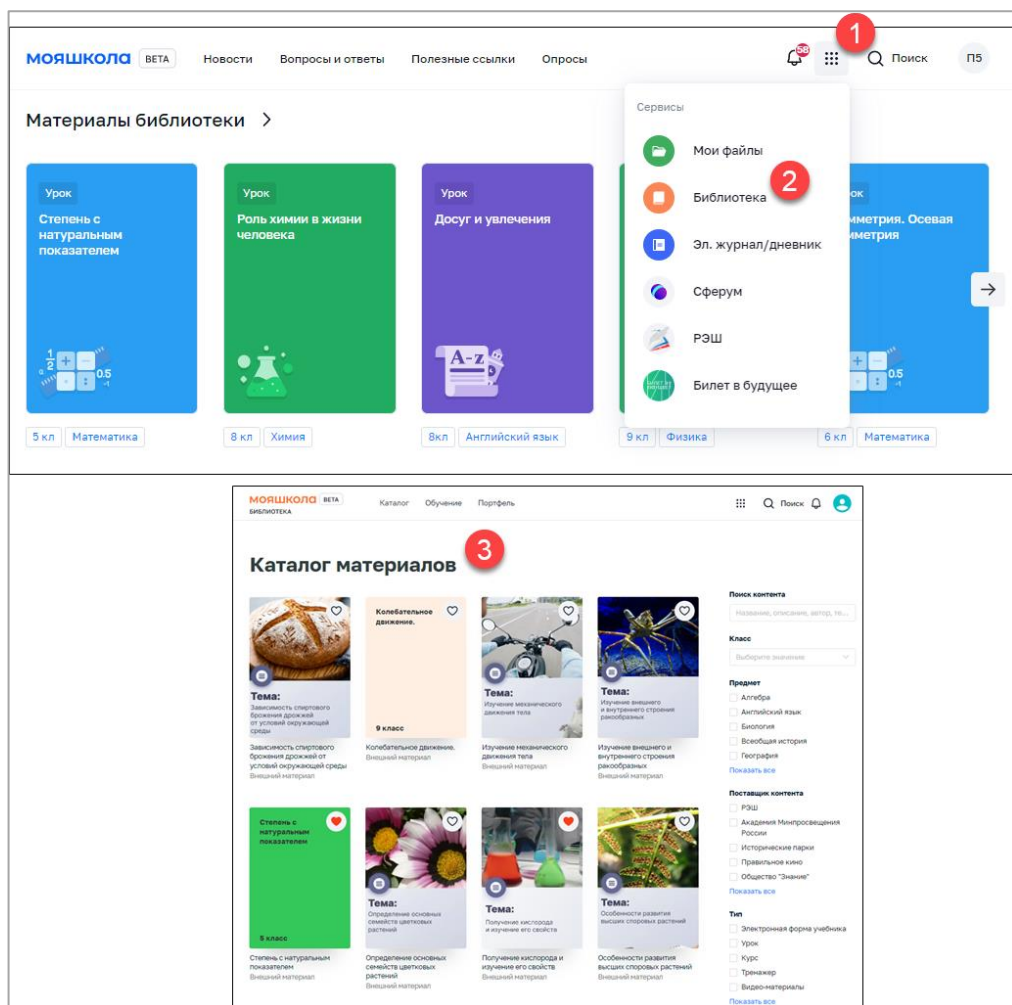 мояшкола BETA Новости Вопросы и ответы Полезные ссылки Опросы 58 1 Поиск П5
Материалы библиотеки
Сервисы
Мои файлы
2
Библиотека
Эл. журнал/дневник
Сферум
РЭШ
Билет в будущее
Урок
Степень с
натуральным
показателем
1/2 0.5
5 кл Математика
Урок
Роль химии в жизни
человека
8 кл Химия
Урок
Досуг и увлечения
A-z
8кл Английский язык
9 кл Физика
ок
мметрия. Осевая
мметрия
0.5
6 кл Математика
мояшкола BETA
БИБЛИОТЕКА
Каталог Обучение Портфель Поиск
Каталог материалов 3
Тема:
Зависимость спиртового
брожения дрожжей
от условий окружающей
среды
Зависимость спиртового
брожения дрожжей от
условий окружающей среды
Внешний материал
Колебательное
движение.
9 класс
Колебательное движение.
Внешний материал
Тема:
Изучение механического
движения тела
Изучение механического
движения тела
Внешний материал
Тема:
Изучение внешнего
и внутреннего строения
ракообразных
Изучение внешнего и
внутреннего строения
ракообразных
Внешний материал
Степень с
натуральным
показателем
5 класс
Степень с натуральным
показателем
Внешний материал
Тема:
Определение основных
семейств цветковых
растений
Определение основных
семейств цветковых
растений
Внешний материал
Тема:
Получение кислорода
и изучение его свойств
Получение кислорода и
изучение его свойств
Внешний материал
Тема:
Особенности развития
высших споровых растений
Особенности развития
высших споровых растений
Внешний материал
Поиск контента
Название, описание, автор, те...
Класс
Выберите значение
Предмет
Алгебра
Английский язык
Биология
Всеобщая история
География
Показать все
Поставщик контента
РЭШ
Академия Минпросвещения
России
Исторические парки
Правильное кино
Общество "Знание"
Показать все
Тип
Электронная форма учебника
Урок
Курс
Тренажер
Видео-материалы
Показать все